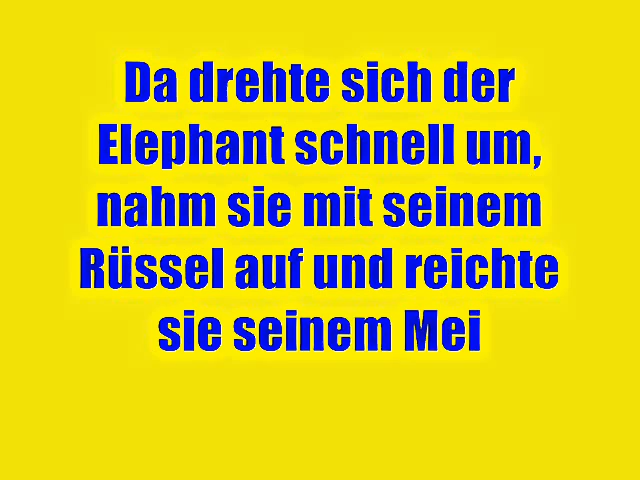 Da drehte sich der
Elephant schnell um,
nahm sie mit seinem
Rüssel auf und reichte
sie seinem Mei